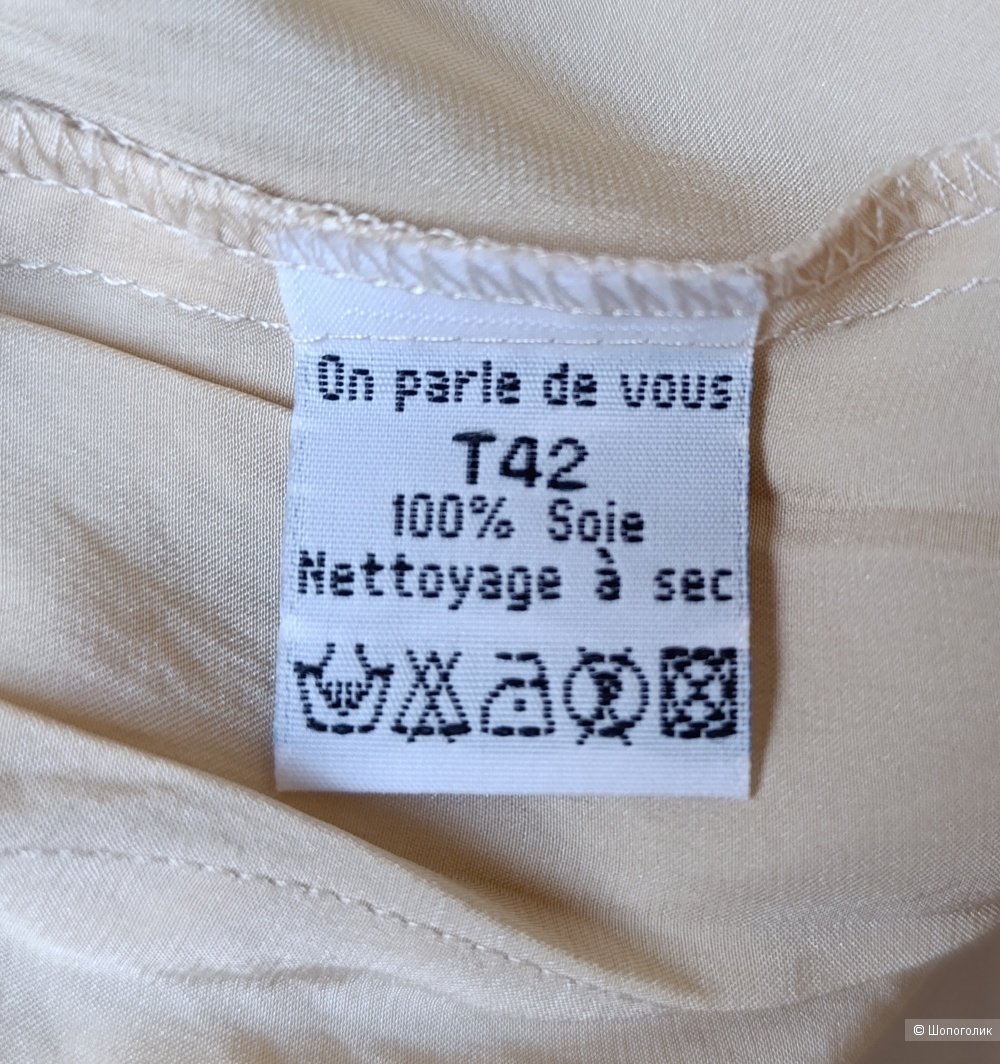 On parle de vous
T42
100% Soie
Nettoyage à sec
© Шопоголик